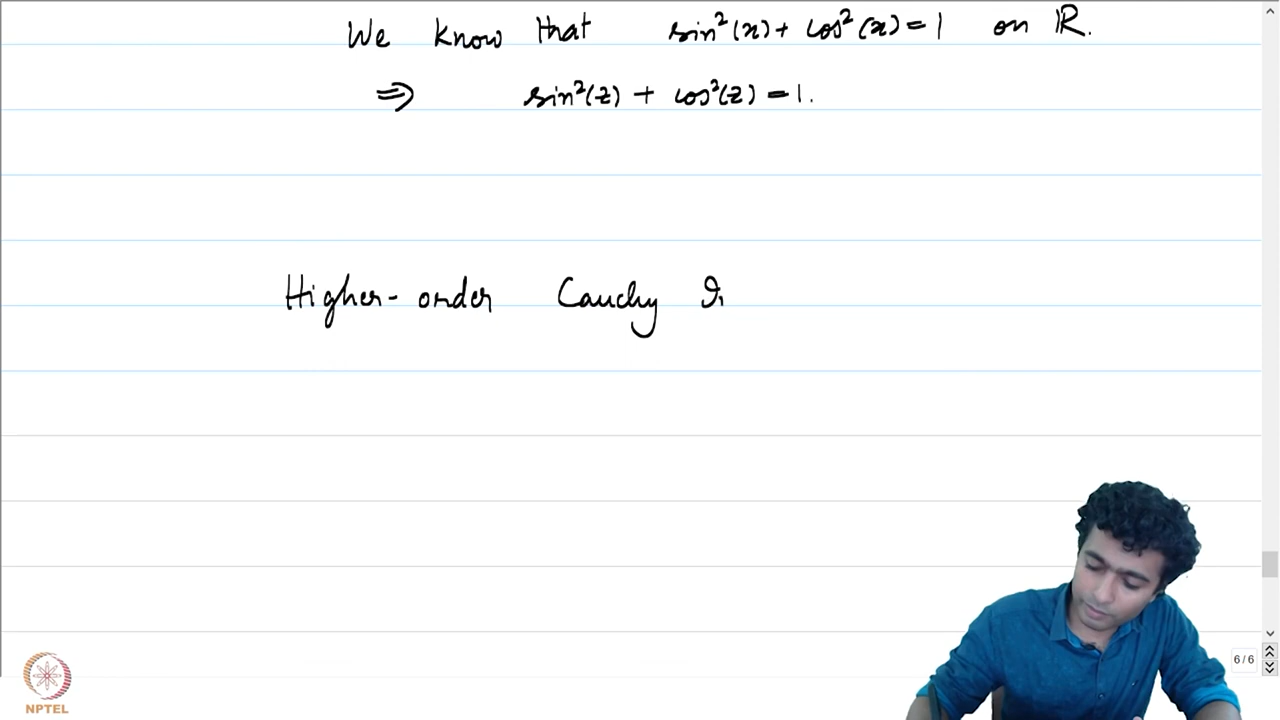 We know that sin²(x) + cos²(x) = 1 on ℝ.
⇒ sin²(z) + cos²(z) = 1.
Higher-order Cauchy
6 / 6
NPTEL